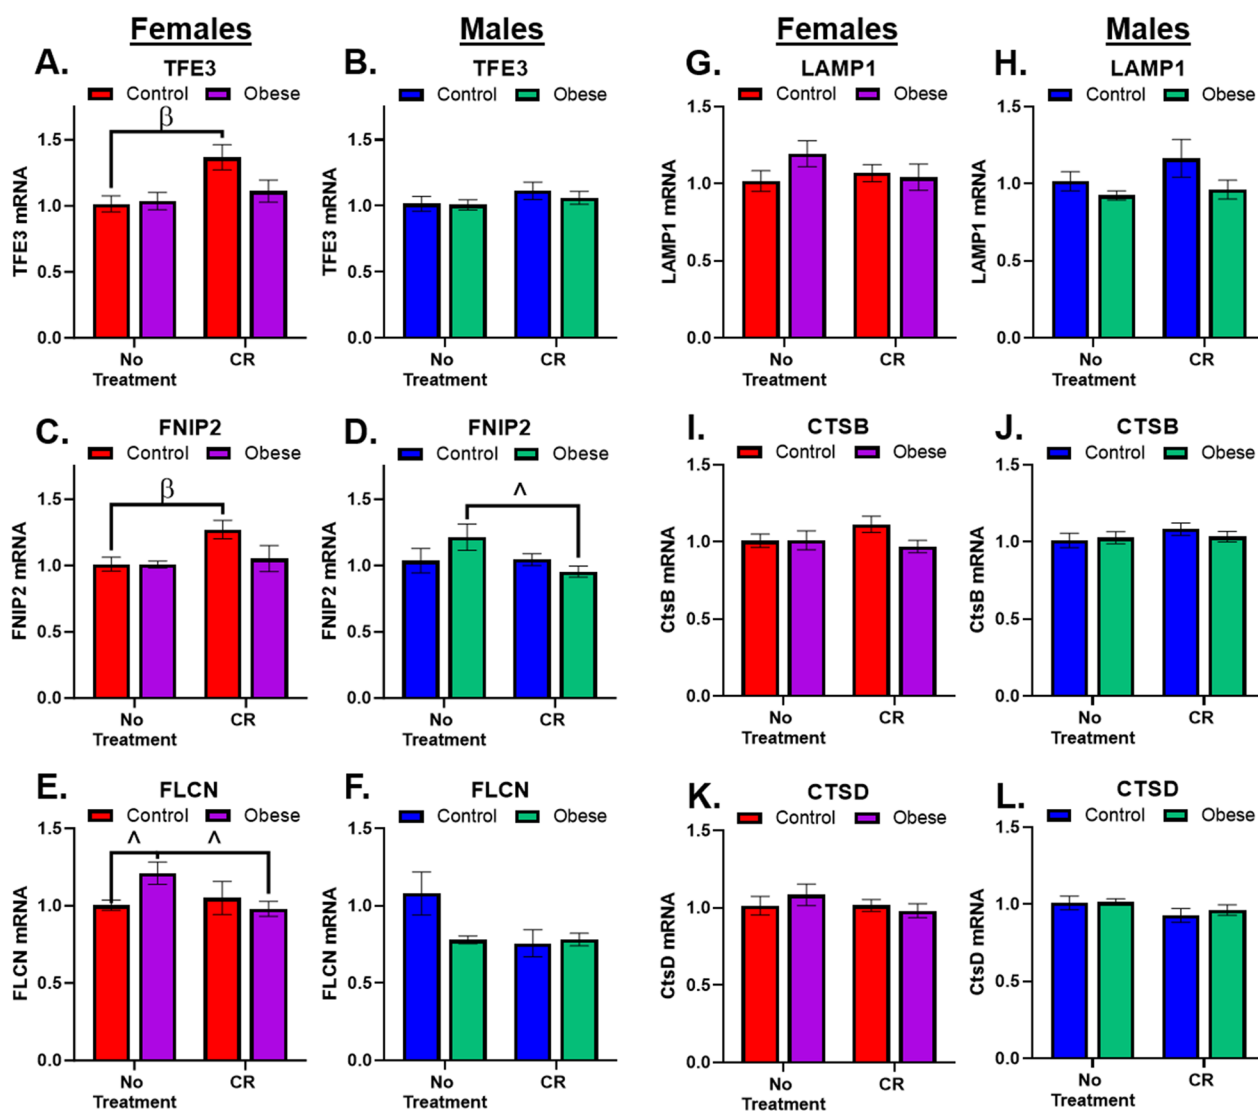 Females
Males
Females
Males
A.
TFE3
Control
Obese
β
TFE3 mRNA
1.5
1.0
0.5
0.0
No
Treatment
CR
B.
TFE3
Control
Obese
TFE3 mRNA
1.5
1.0
0.5
0.0
No
Treatment
CR
G.
LAMP1
Control
Obese
LAMP1 mRNA
1.5
1.0
0.5
0.0
No
Treatment
CR
H.
LAMP1
Control
Obese
LAMP1 mRNA
1.5
1.0
0.5
0.0
No
Treatment
CR
C.
FNIP2
Control
Obese
β
FNIP2 mRNA
1.5
1.0
0.5
0.0
No
Treatment
CR
D.
FNIP2
Control
Obese
^
FNIP2 mRNA
1.5
1.0
0.5
0.0
No
Treatment
CR
I.
CTSB
Control
Obese
CtsB mRNA
1.5
1.0
0.5
0.0
No
Treatment
CR
J.
CTSB
Control
Obese
CtsB mRNA
1.5
1.0
0.5
0.0
No
Treatment
CR
E.
FLCN
Control
Obese
^ ^
FLCN mRNA
1.5
1.0
0.5
0.0
No
Treatment
CR
F.
FLCN
Control
Obese
FLCN mRNA
1.5
1.0
0.5
0.0
No
Treatment
CR
K.
CTSD
Control
Obese
CtsD mRNA
1.5
1.0
0.5
0.0
No
Treatment
CR
L.
CTSD
Control
Obese
CtsD mRNA
1.5
1.0
0.5
0.0
No
Treatment
CR